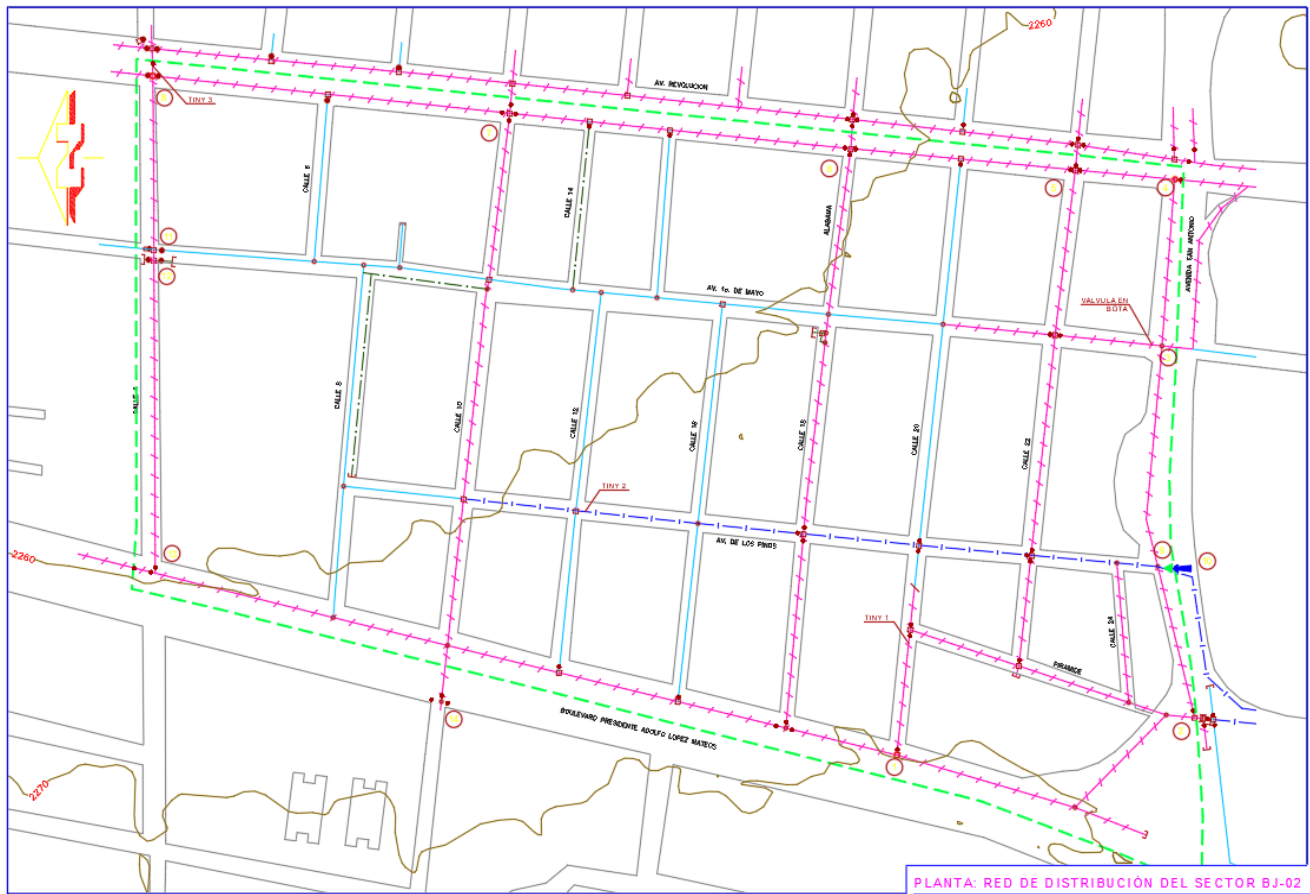 2260
AV. REVOLUCION
TINY 3
CALLE 6
CALLE 14
ALABAMA
AVENIDA SAN ANTONIO
AV. 1o. DE MAYO
VALVULA EN
BOTA
CALLE 8
CALLE 10
CALLE 12
CALLE 16
CALLE 18
CALLE 20
CALLE 22
TINY 2
AV. DE LOS PINOS
2260
TINY 1
CALLE 24
PIRAMIDE
BOULEVARD PRESIDENTE ADOLFO LOPEZ MATEOS
2270
PLANTA: RED DE DISTRIBUCIÓN DEL SECTOR BJ-02